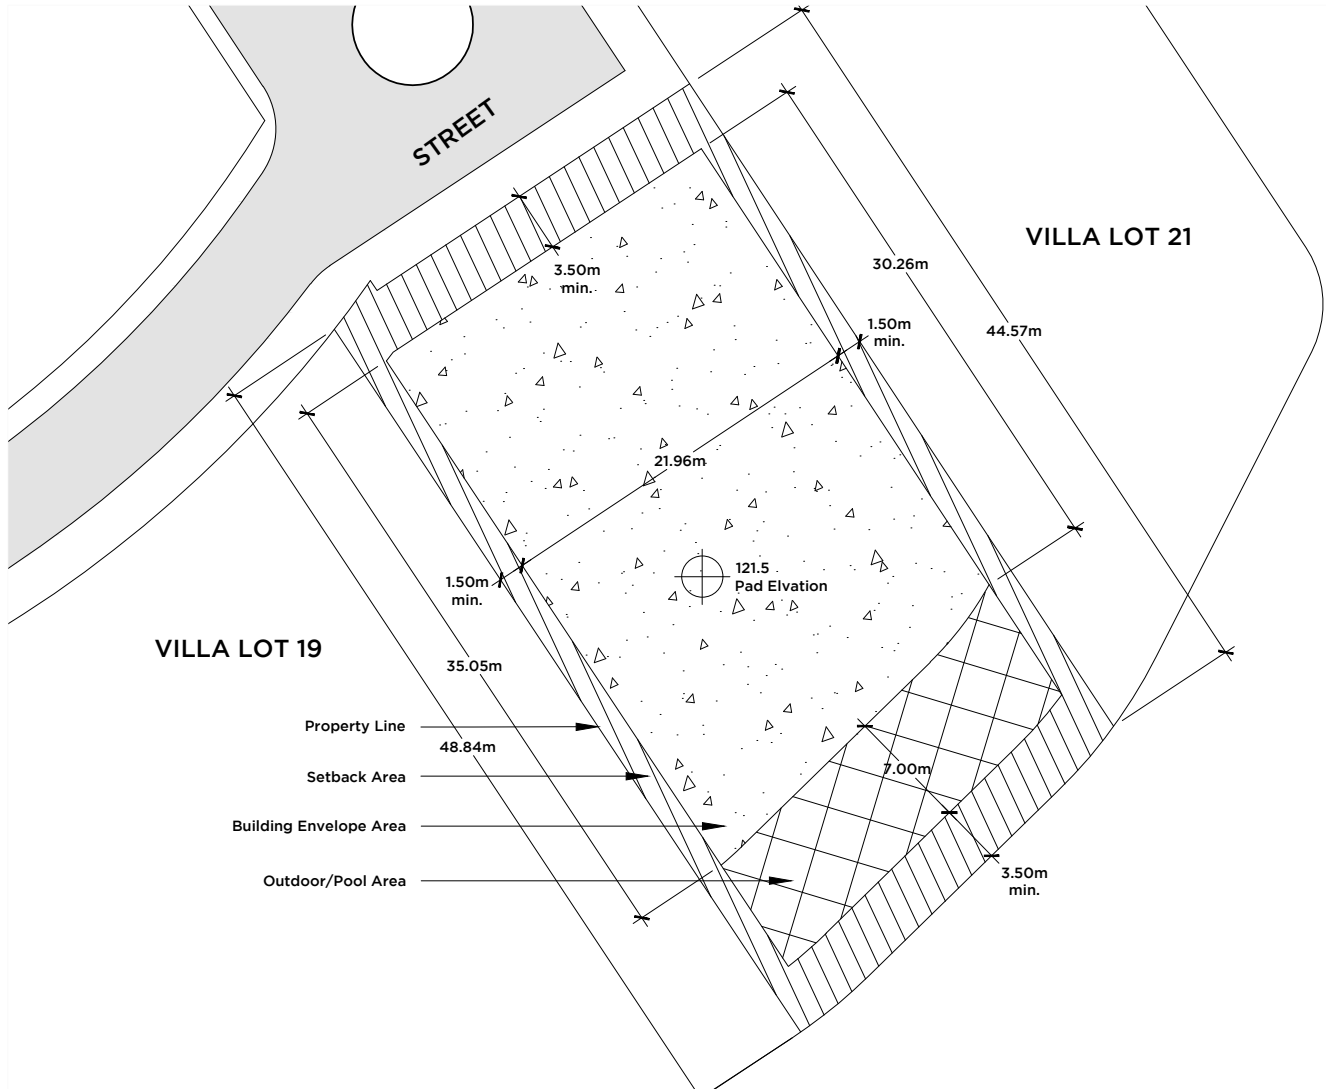 STREET
VILLA LOT 21
3.50m
min.
30.26m
1.50m
min.
44.57m
21.96m
121.5
Pad Elvation
1.50m
min.
VILLA LOT 19
35.05m
Property Line
48.84m
Setback Area
7.00m
Building Envelope Area
Outdoor/Pool Area
3.50m
min.